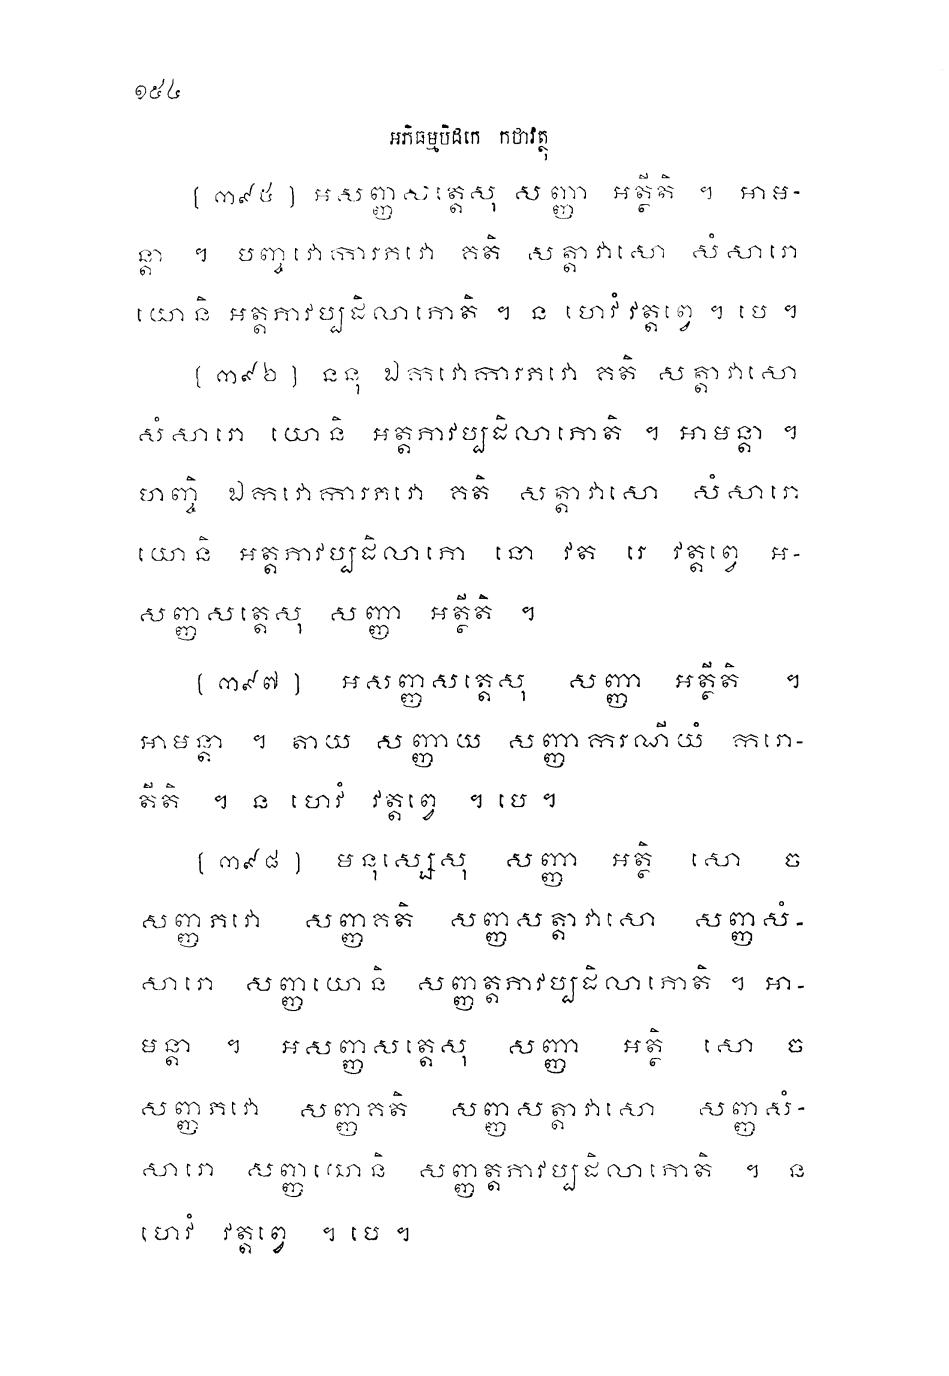 ១៥៤
អភិធម្មបិដកេ កថាវត្ថុ
[ ៣៩៥ ] អសញ្ញសត្តេសុ សញ្ញា អត្ថីតិ ។ អាម-
ន្តា ។ បញ្ចវោការភវោ គតិ សត្តាវាសោ សំសារោ
យោនិ អត្តភាវប្បដិលាភោតិ ។ ន ហេវំ វត្តព្វេ ។ បេ ។
[ ៣៩៦ ] ននុ ឯកវោការភវោ គតិ សត្តាវាសោ
សំសារោ យោនិ អត្តភាវប្បដិលាភោតិ ។ អាមន្តា ។
ហញ្ចិ ឯកវោការភវោ គតិ សត្តាវាសោ សំសារោ
យោនិ អត្តភាវប្បដិលាភោ នោ វត រេ វត្តព្វេ អ-
សញ្ញសត្តេសុ សញ្ញា អត្ថីតិ ។
[ ៣៩៧ ] អសញ្ញសត្តេសុ សញ្ញា អត្ថីតិ ។
អាមន្តា ។ តាយ សញ្ញាយ សញ្ញាករណីយំ ករោ-
តីតិ ។ ន ហេវំ វត្តព្វេ ។ បេ ។
[ ៣៩៨ ] មនុស្សេសុ សញ្ញា អត្ថិ សោ ច
សញ្ញភវោ សញ្ញគតិ សញ្ញសត្តាវាសោ សញ្ញសំ-
សារោ សញ្ញយោនិ សញ្ញត្តភាវប្បដិលាភោតិ ។ អា-
មន្តា ។ អសញ្ញសត្តេសុ សញ្ញា អត្ថិ សោ ច
សញ្ញភវោ សញ្ញគតិ សញ្ញសត្តាវាសោ សញ្ញសំ-
សារោ សញ្ញយោនិ សញ្ញត្តភាវប្បដិលាភោតិ ។ ន
ហេវំ វត្តព្វេ ។ បេ ។